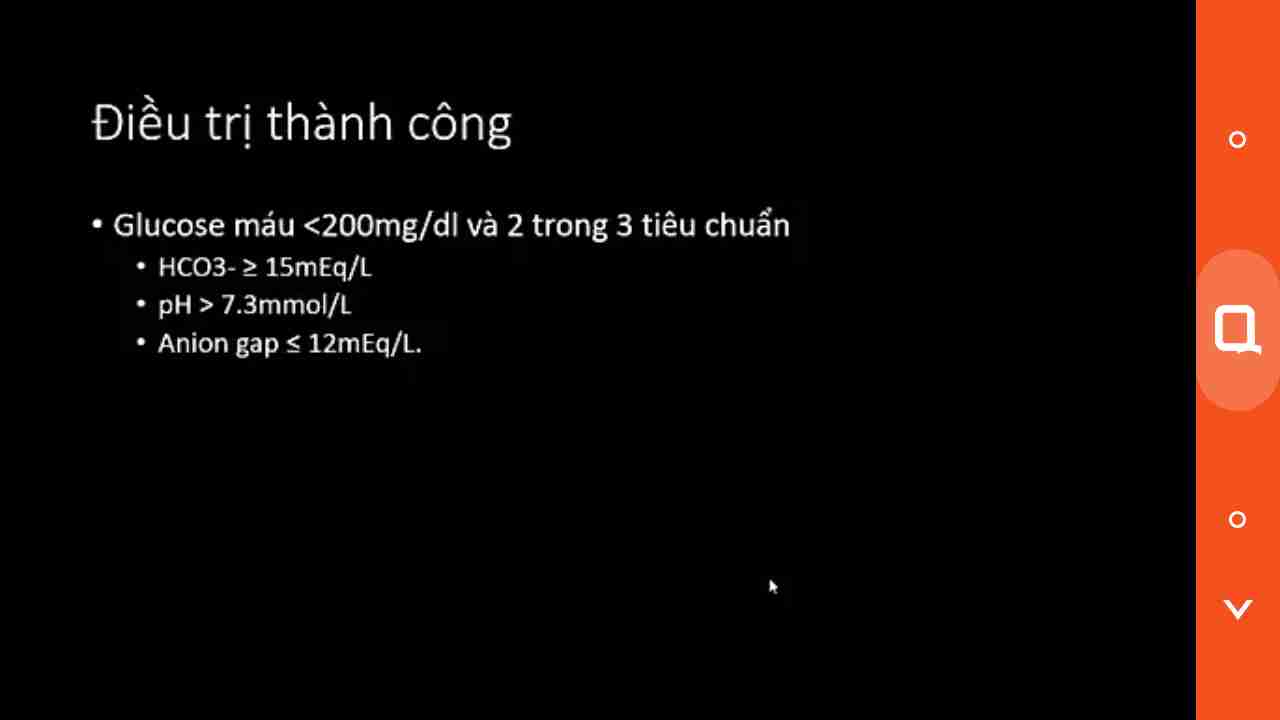 Điều trị thành công
• Glucose máu <200mg/dl và 2 trong 3 tiêu chuẩn
• HCO3- ≥ 15mEq/L
• pH > 7.3mmol/L
• Anion gap ≤ 12mEq/L.